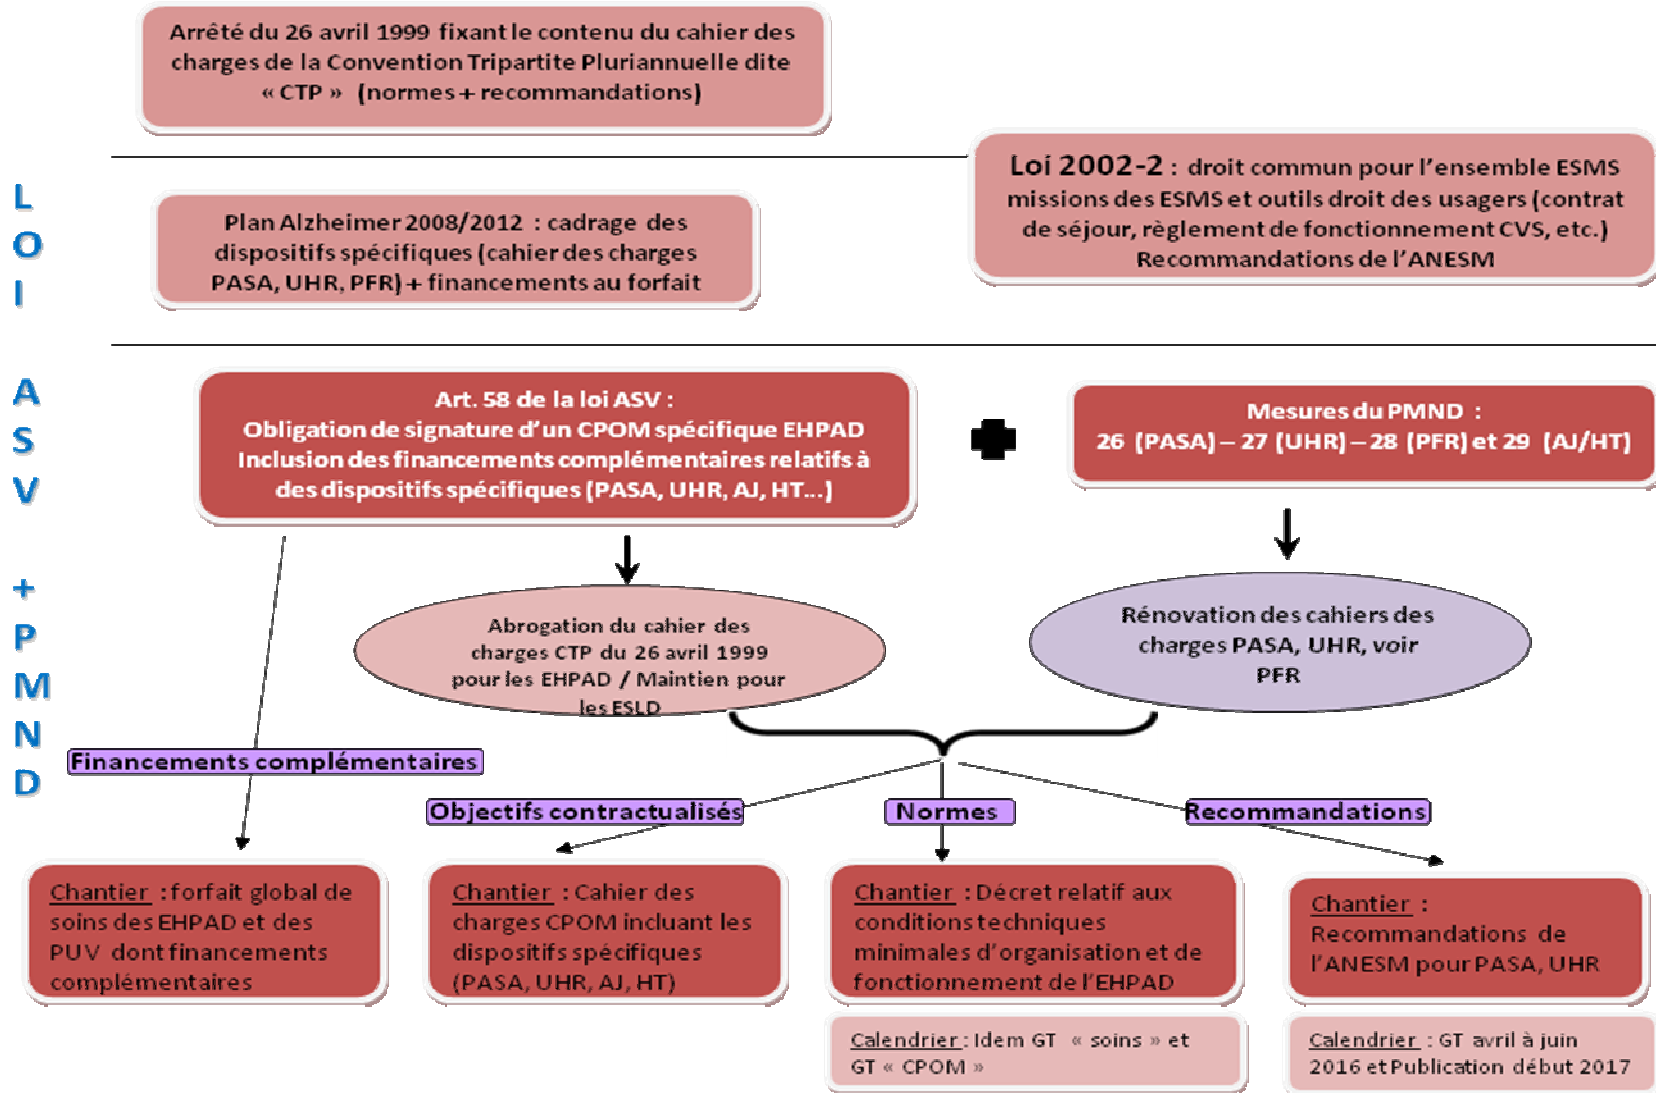 Arrêté du 26 avril 1999 fixant le contenu du cahier des
charges de la Convention Tripartite Pluriannuelle dite
« CTP » (normes + recommandations)
Loi 2002-2 : droit commun pour l'ensemble ESMS
missions des ESMS et outils droit des usagers (contrat
de séjour, règlement de fonctionnement CVS, etc.)
Recommandations de l'ANESM
Plan Alzheimer 2008/2012 : cadrage des
dispositifs spécifiques (cahier des charges
PASA, UHR, PFR) + financements au forfait
L
O
I
A
S
V
+
P
M
N
D
Art. 58 de la loi ASV :
Obligation de signature d'un CPOM spécifique EHPAD
Inclusion des financements complémentaires relatifs à
des dispositifs spécifiques (PASA, UHR, AJ, HT...)
Mesures du PMND :
26 (PASA) – 27 (UHR) – 28 (PFR) et 29 (AJ/HT)
Abrogation du cahier des
charges CTP du 26 avril 1999
pour les EHPAD / Maintien pour
les ESLD
Rénovation des cahiers des
charges PASA, UHR, voir
PFR
Financements complémentaires
Objectifs contractualisés
Normes
Recommandations
Chantier : forfait global de
soins des EHPAD et des
PUV dont financements
complémentaires
Chantier : Cahier des
charges CPOM incluant les
dispositifs spécifiques
(PASA, UHR, AJ, HT)
Chantier : Décret relatif aux
conditions techniques
minimales d'organisation et de
fonctionnement de l'EHPAD
Chantier :
Recommandations de
l'ANESM pour PASA, UHR
Calendrier : Idem GT « soins » et
GT « CPOM »
Calendrier : GT avril à juin
2016 et Publication début 2017